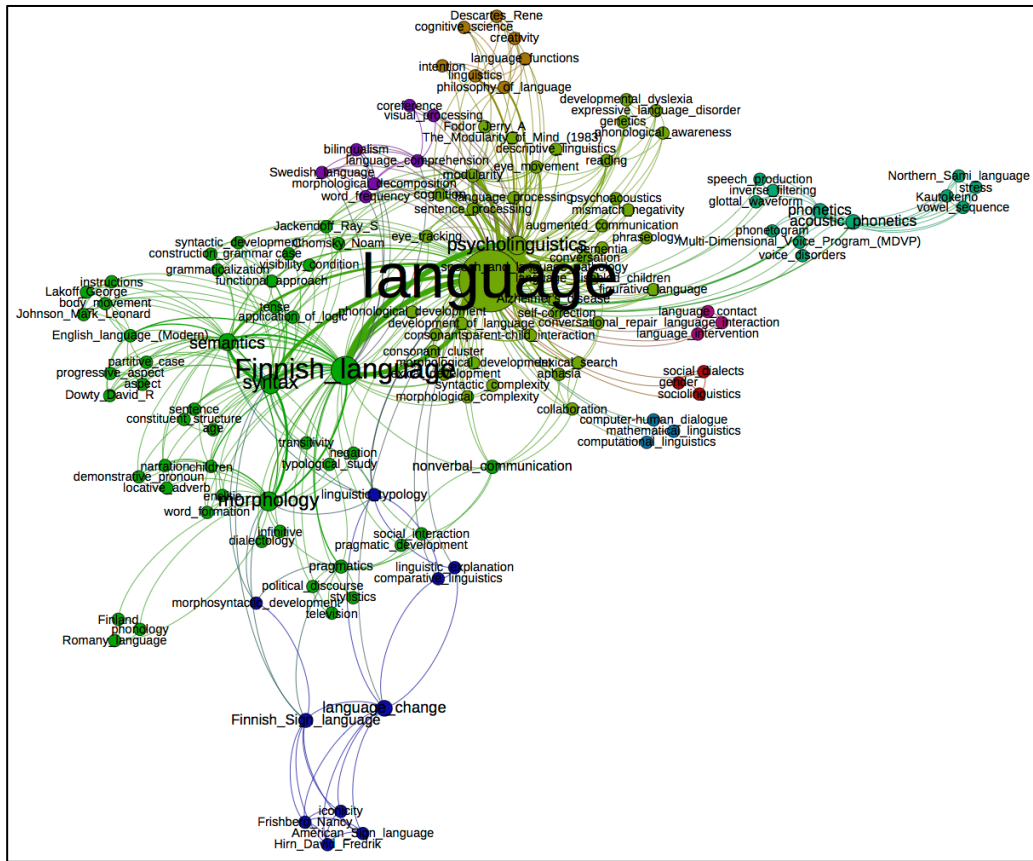 Descartes_Rene
cognitive_science
creativity
language_functions
intention
linguistics
philosophy_of_language
developmental_dyslexia
expressive_language_disorder
genetics
phonological_awareness
coreference
visual_processing
Fodor_Jerry_A
The_Modularity_of_Mind_(1983)
descriptive_linguistics
bilingualism
language_comprehension
eye_movement
reading
Swedish_language
modularity
morphological_decomposition
cognition
language_processing
psychoacoustics
word_frequency
sentence_processing
mismatch_negativity
speech_production
inverse_filtering
glottal_waveform
Northern_Sami_language
stress
Kautokeino
vowel_sequence
phonetics
acoustic_phonetics
Jackendoff_Ray_S
augmented_communication
phonetogram
syntactic_development
Chomsky_Noam
eye_tracking
psycholinguistics
phraseology
Multi-Dimensional_Voice_Program_(MDVP)
construction_grammar
case
visibility_condition
dementia
conversation
voice_disorders
grammaticalization
functional_approach
speech_and_language_pathology
language
children
instructions
Lakoff_George
body_movement
Johnson_Mark_Leonard
tense
application_of_logic
figurative_language
Alzheimer's_disease
phonological_development
self-correction
language_contact
English_language_(Modern)
semantics
development_of_language
conversational_repair
language_interaction
consonants
parent-child_interaction
language_intervention
partitive_case
consonant_cluster
progressive_aspect
Finnish_language
morphological_development
lexical_search
aspect
syntax
development
aphasia
social_dialects
Dowty_David_R
syntactic_complexity
gender
morphological_complexity
sociolinguistics
sentence
constituent_structure
collaboration
age
computer-human_dialogue
mathematical_linguistics
transitivity
computational_linguistics
negation
narration
children
typological_study
nonverbal_communication
demonstrative_pronoun
locative_adverb
linguistic_typology
morphology
word_formation
infinitive
social_interaction
dialectology
pragmatic_development
pragmatics
linguistic_explanation
comparative_linguistics
political_discourse
stylistics
morphosyntactic_development
television
Finland
phonology
Romany_language
language_change
Finnish_Sign_language
iconicity
Frishberg_Nancy
American_Sign_language
Hirn_David_Fredrik